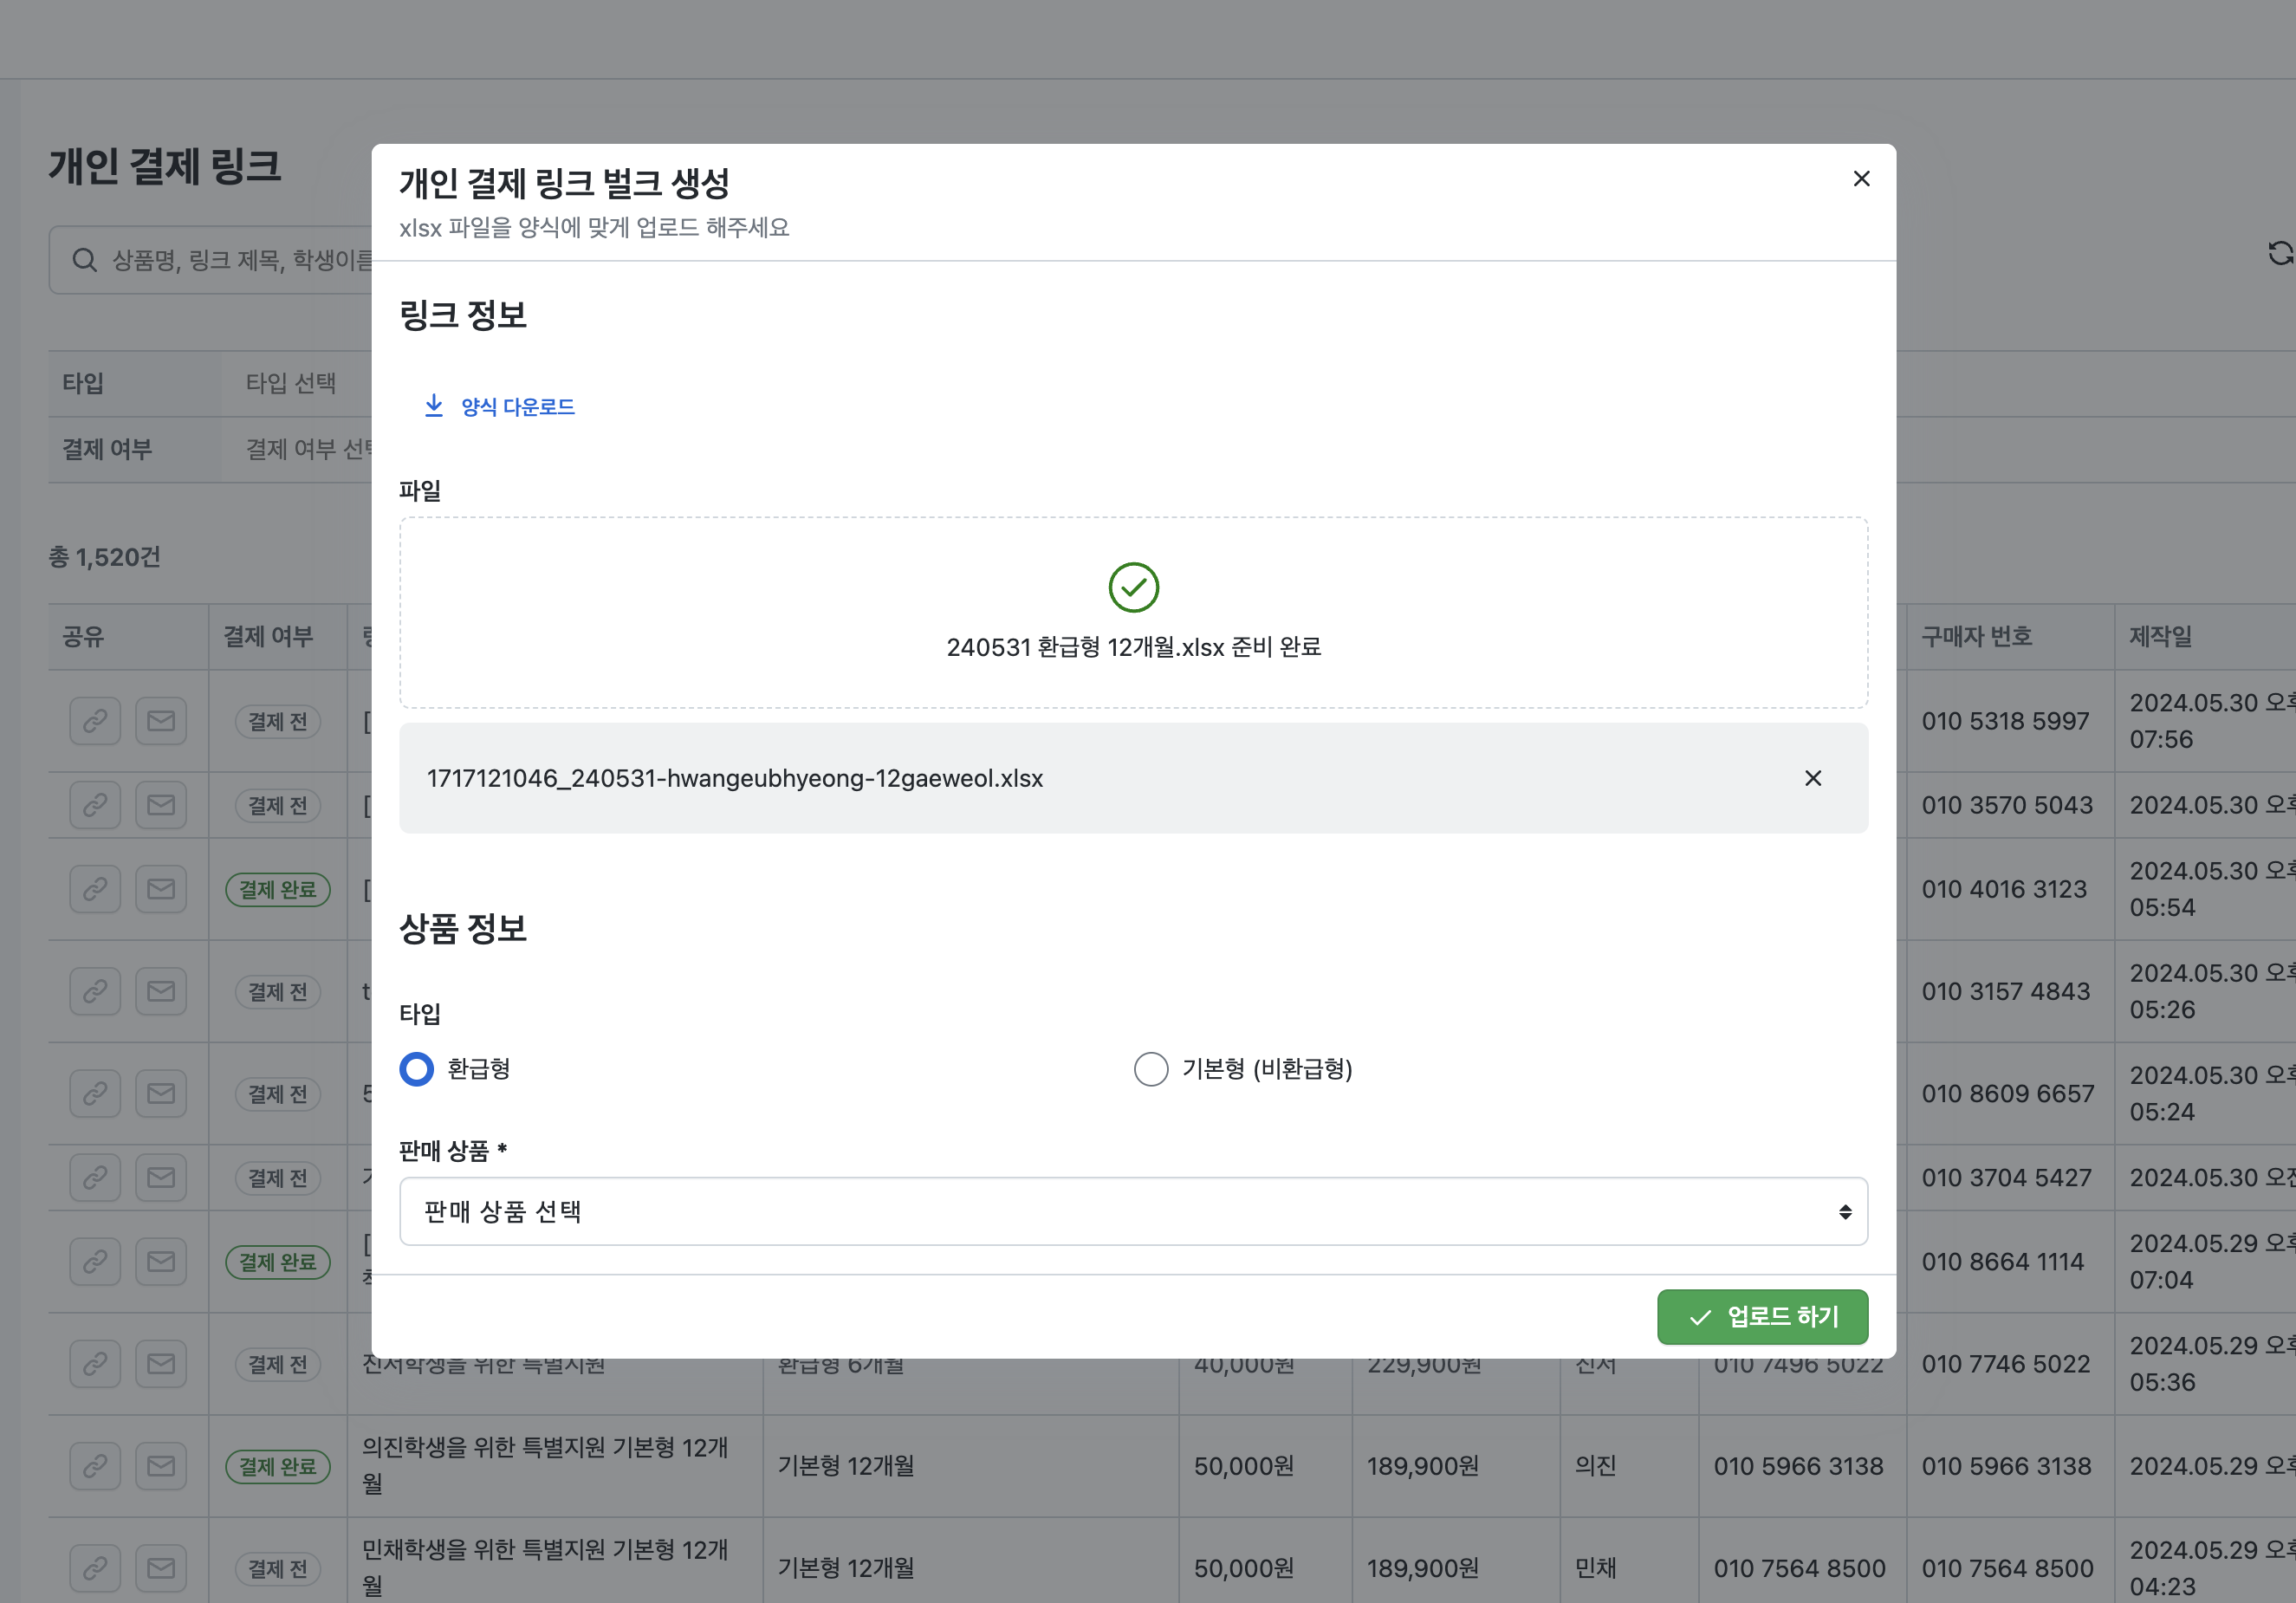 개인 결제 링크
상품명, 링크 제목, 학생이름
타입
타입 선택
결제 여부
결제 여부
총 1,520건
공유
결제 여부
구매자 번호
제작일
결제 전
[
010 5318 5997
2024.05.30 오후
07:56
결제 전
[
010 3570 5043
2024.05.30 오후
결제 완료
[
010 4016 3123
2024.05.30 오후
05:54
결제 전
t
010 3157 4843
2024.05.30 오후
05:26
결제 전
5
010 8609 6657
2024.05.30 오후
05:24
결제 전
010 3704 5427
2024.05.30 오전
결제 완료
[
010 8664 1114
2024.05.29 오후
07:04
결제 전
진서학생을 위한 특별지원
환급형 6개월
40,000원
229,900원
진서
010 7496 5022
010 7746 5022
2024.05.29 오후
05:36
결제 완료
의진학생을 위한 특별지원 기본형 12개
월
기본형 12개월
50,000원
189,900원
의진
010 5966 3138
010 5966 3138
2024.05.29 오후
결제 전
민채학생을 위한 특별지원 기본형 12개
월
기본형 12개월
50,000원
189,900원
민채
010 7564 8500
010 7564 8500
2024.05.29 오후
04:23
개인 결제 링크 벌크 생성
xlsx 파일을 양식에 맞게 업로드 해주세요
링크 정보
양식 다운로드
파일
240531 환급형 12개월.xlsx 준비 완료
1717121046_240531-hwangeubhyeong-12gaeweol.xlsx
상품 정보
타입
환급형
기본형 (비환급형)
판매 상품 *
판매 상품 선택
업로드 하기